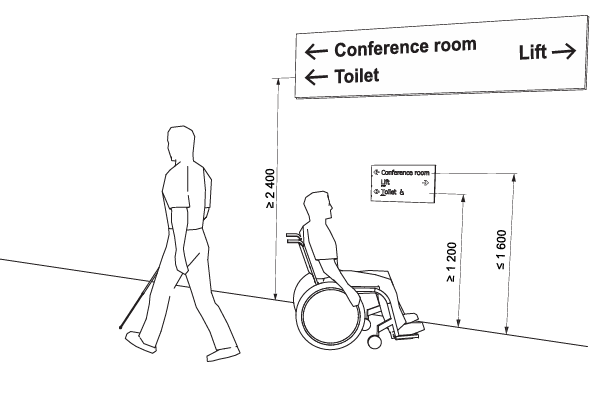 ← Conference room Lift →
← Toilet
≥ 2 400
Conference room
Lift
Toilet
≥ 1 200
≤ 1 600